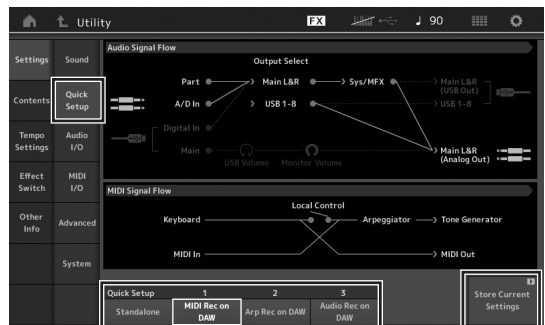 Utility
FX
♩ 90
Settings
Sound
Contents
Quick
Setup
Tempo
Settings
Audio
I/O
Effect
Switch
MIDI
I/O
Other
Info
Advanced
System
Audio Signal Flow
Output Select
Part
Main L&R
Sys/MFX
Main L&R
(USB Out)
A/D In
USB 1-8
USB 1-8
Digital In
Main
USB Volume
Monitor Volume
Main L&R
(Analog Out)
MIDI Signal Flow
Local Control
Keyboard
Arpeggiator
Tone Generator
MIDI In
MIDI Out
Quick Setup
1
2
3
Standalone
MIDI Rec on
DAW
Arp Rec on DAW
Audio Rec on
DAW
Store Current
Settings